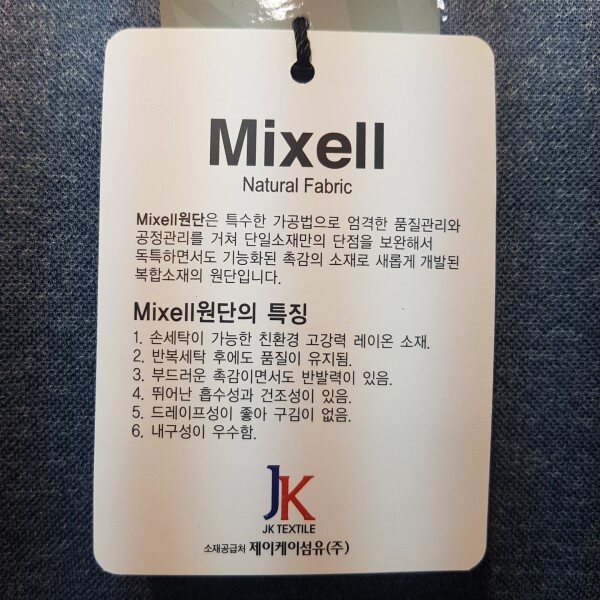 Mixell
Natural Fabric
Mixell원단은 특수한 가공법으로 엄격한 품질관리와
공정관리를 거쳐 단일소재만의 단점을 보완해서
독특하면서도 기능화된 촉감의 소재로 새롭게 개발된
복합소재의 원단입니다.
Mixell원단의 특징
1. 손세탁이 가능한 친환경 고강력 레이온 소재.
2. 반복세탁 후에도 품질이 유지됨.
3. 부드러운 촉감이면서도 반발력이 있음.
4. 뛰어난 흡수성과 건조성이 있음.
5. 드레이프성이 좋아 구김이 없음.
6. 내구성이 우수함.
JK
JK TEXTILE
소재공급처 제이케이섬유(주)